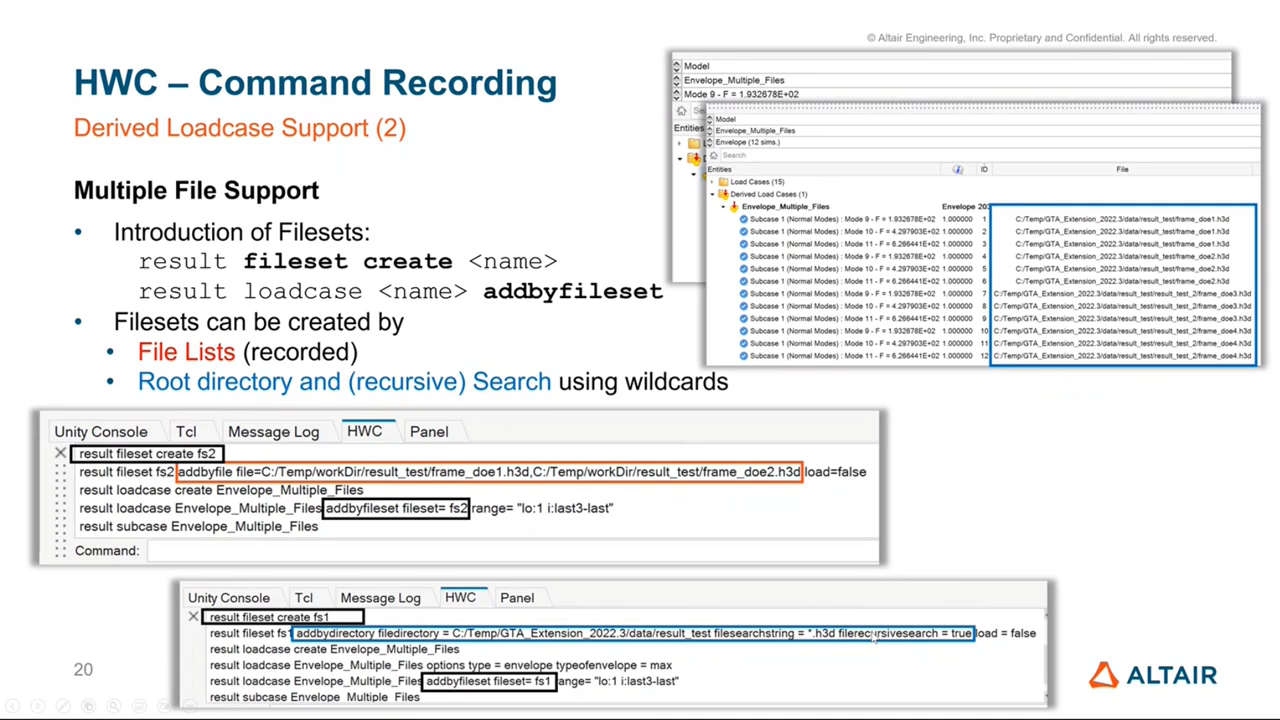 © Altair Engineering, Inc. Proprietary and Confidential. All rights reserved.
HWC – Command Recording
Derived Loadcase Support (2)
Multiple File Support
• Introduction of Filesets:
result fileset create <name>
result loadcase <name> addbyfileset
• Filesets can be created by
• File Lists (recorded)
• Root directory and (recursive) Search using wildcards
Model
Envelope_Multiple_Files
Mode 9 - F = 1.932678E+02
Entities
Model
Envelope_Multiple_Files
Envelope (12 sims.)
Search
Entities ID File
Load Cases (15)
Derived Load Cases (1)
Envelope_Multiple_Files Envelope
Subcase 1 (Normal Modes) : Mode 9 - F = 1.932678E+02 1.000000 1 C:/Temp/GTA_Extension_2022.3/data/result_test/frame_doe1.h3d
Subcase 1 (Normal Modes) : Mode 10 - F = 4.297903E+02 1.000000 2 C:/Temp/GTA_Extension_2022.3/data/result_test/frame_doe1.h3d
Subcase 1 (Normal Modes) : Mode 11 - F = 6.266441E+02 1.000000 3 C:/Temp/GTA_Extension_2022.3/data/result_test/frame_doe1.h3d
Subcase 1 (Normal Modes) : Mode 9 - F = 1.932678E+02 1.000000 4 C:/Temp/GTA_Extension_2022.3/data/result_test/frame_doe2.h3d
Subcase 1 (Normal Modes) : Mode 10 - F = 4.297903E+02 1.000000 5 C:/Temp/GTA_Extension_2022.3/data/result_test/frame_doe2.h3d
Subcase 1 (Normal Modes) : Mode 11 - F = 6.266441E+02 1.000000 6 C:/Temp/GTA_Extension_2022.3/data/result_test/frame_doe2.h3d
Subcase 1 (Normal Modes) : Mode 9 - F = 1.932678E+02 1.000000 7 C:/Temp/GTA_Extension_2022.3/data/result_test/result_test_2/frame_doe3.h3d
Subcase 1 (Normal Modes) : Mode 10 - F = 4.297903E+02 1.000000 8 C:/Temp/GTA_Extension_2022.3/data/result_test/result_test_2/frame_doe3.h3d
Subcase 1 (Normal Modes) : Mode 11 - F = 6.266441E+02 1.000000 9 C:/Temp/GTA_Extension_2022.3/data/result_test/result_test_2/frame_doe3.h3d
Subcase 1 (Normal Modes) : Mode 9 - F = 1.932678E+02 1.000000 10 C:/Temp/GTA_Extension_2022.3/data/result_test/result_test_2/frame_doe4.h3d
Subcase 1 (Normal Modes) : Mode 10 - F = 4.297903E+02 1.000000 11 C:/Temp/GTA_Extension_2022.3/data/result_test/result_test_2/frame_doe4.h3d
Subcase 1 (Normal Modes) : Mode 11 - F = 6.266441E+02 1.000000 12 C:/Temp/GTA_Extension_2022.3/data/result_test/result_test_2/frame_doe4.h3d
Unity Console Tcl Message Log HWC Panel
result fileset create fs2
result fileset fs2 addbyfile file=C:/Temp/workDir/result_test/frame_doe1.h3d,C:/Temp/workDir/result_test/frame_doe2.h3d load=false
result loadcase create Envelope_Multiple_Files
result loadcase Envelope_Multiple_Files addbyfileset fileset= fs2 range= "lo:1 i:last3-last"
result subcase Envelope_Multiple_Files
Command:
Unity Console Tcl Message Log HWC Panel
result fileset create fs1
result fileset fs1 addbydirectory filedirectory = C:/Temp/GTA_Extension_2022.3/data/result_test filesearchstring = *.h3d filerecursivesearch = true load = false
result loadcase create Envelope_Multiple_Files
result loadcase Envelope_Multiple_Files options type = envelope typeofenvelope = max
result loadcase Envelope_Multiple_Files addbyfileset fileset= fs1 range= "lo:1 i:last3-last"
result subcase Envelope_Multiple_Files
20
ALTAIR